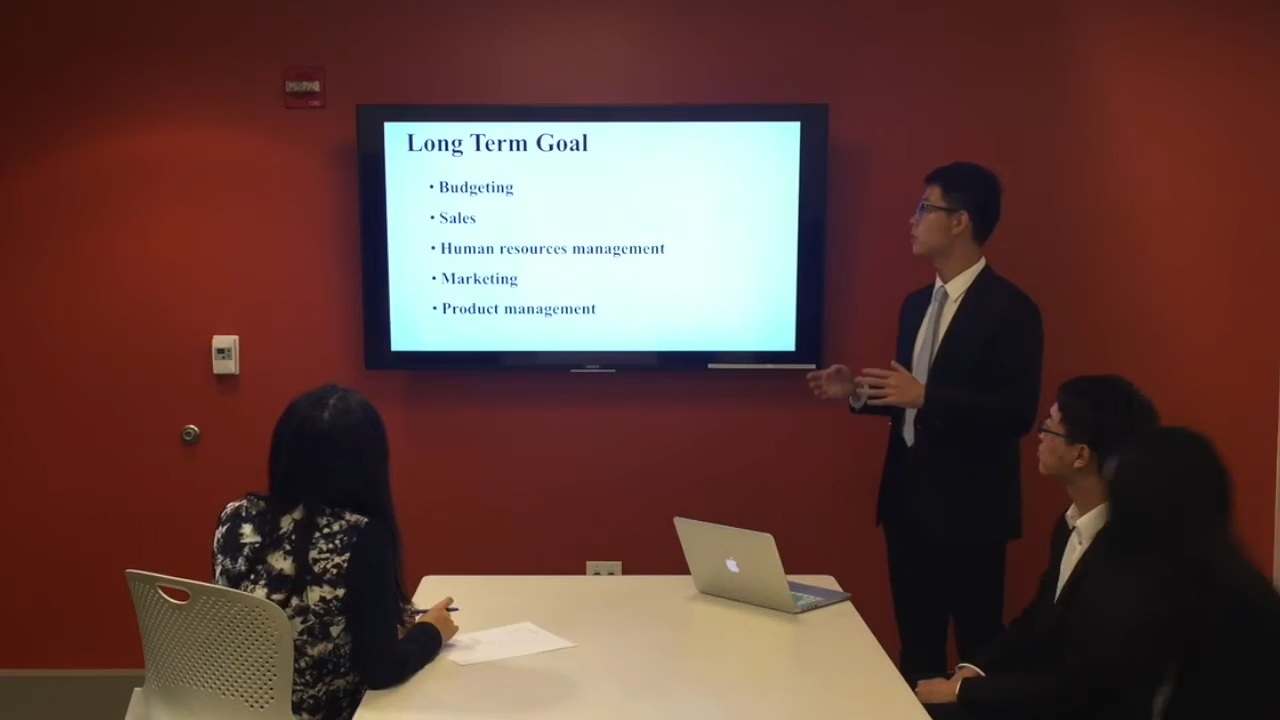 Long Term Goal
• Budgeting
• Sales
• Human resources management
• Marketing
• Product management